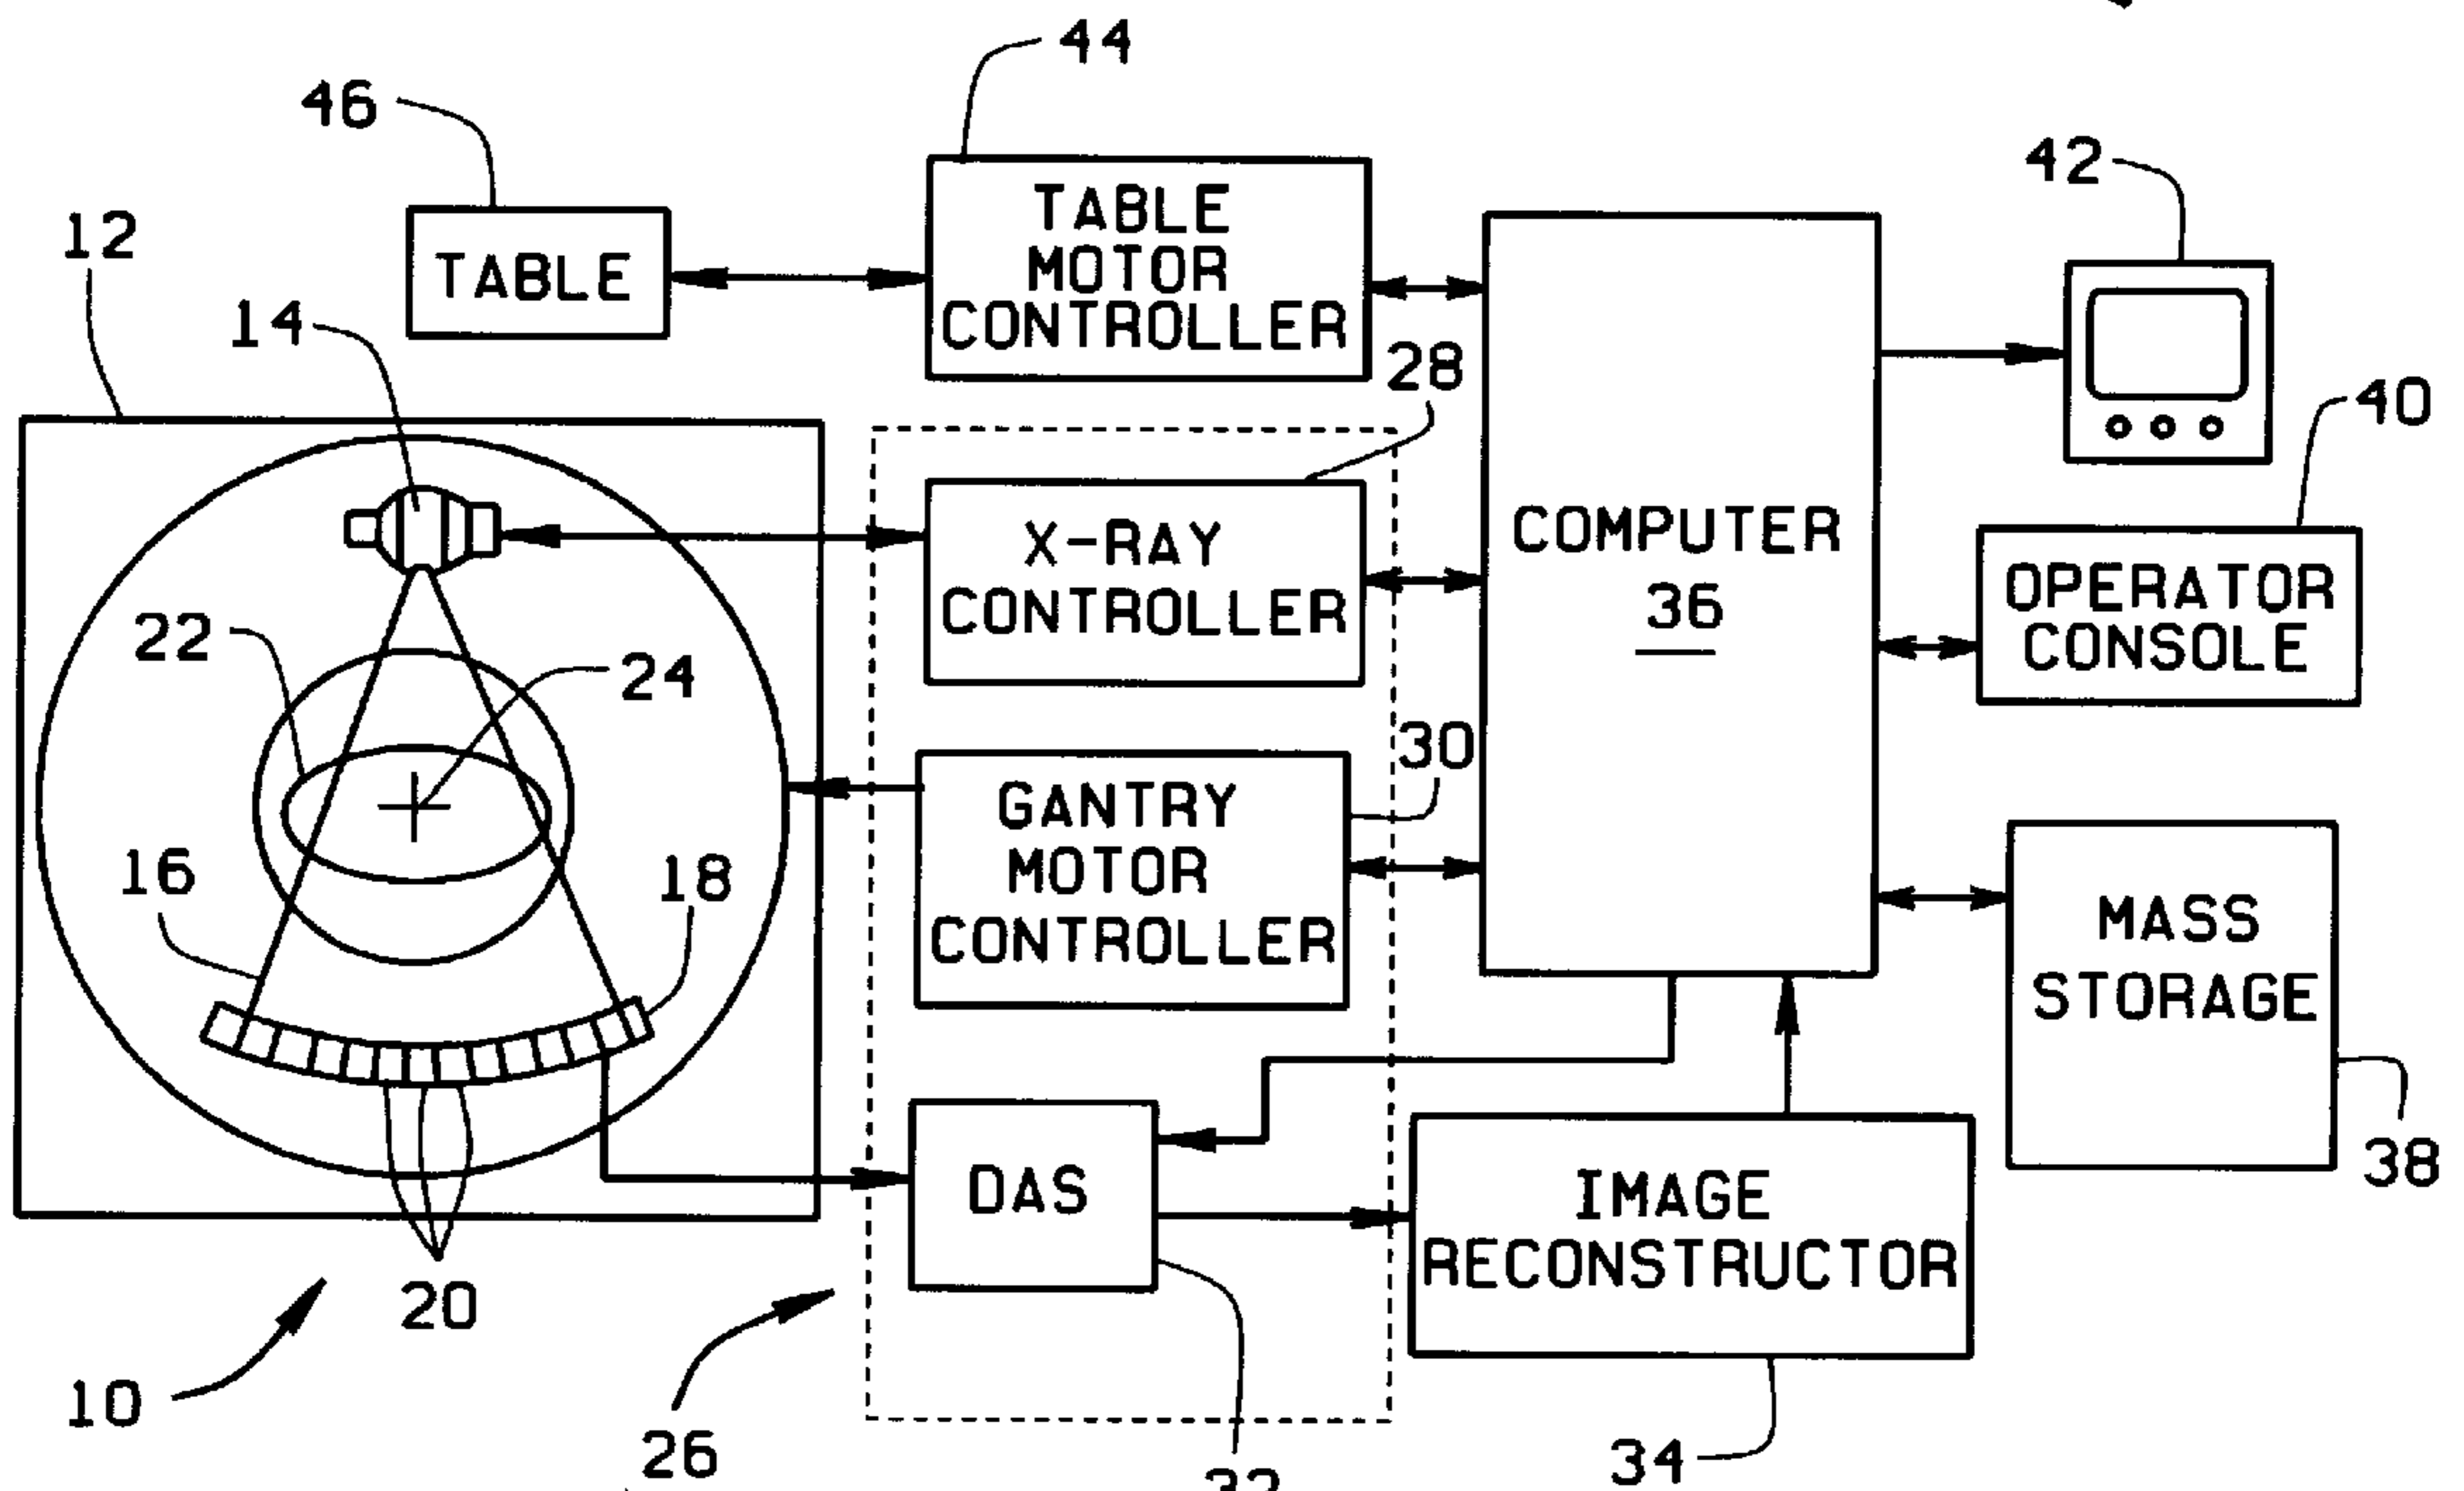 44
46
42
12
TABLE
MOTOR
CONTROLLER
TABLE
14
28
40
X-RAY
CONTROLLER
COMPUTER
36
OPERATOR
CONSOLE
22
24
30
GANTRY
MOTOR
CONTROLLER
16
18
MASS
STORAGE
38
DAS
IMAGE
RECONSTRUCTOR
20
10
26
32
34